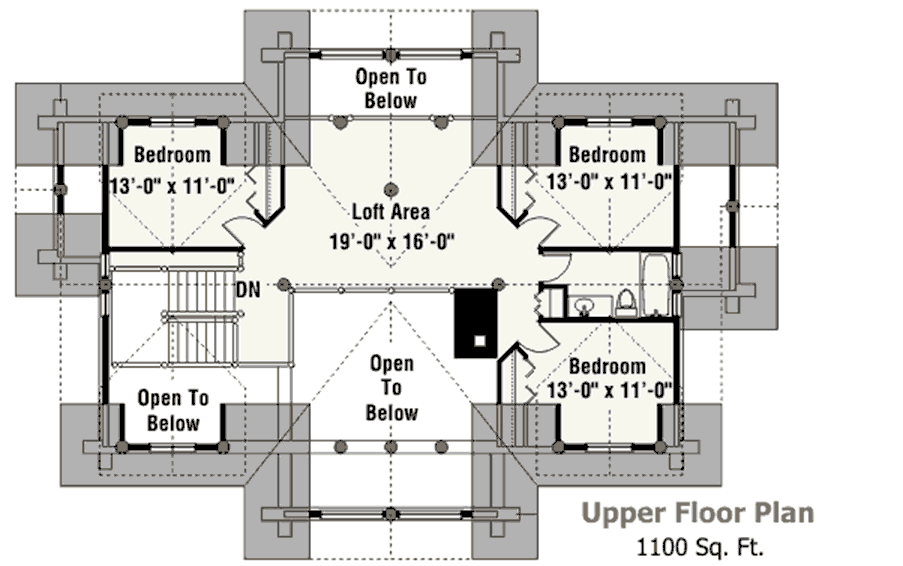 Open To
Below
Bedroom
13'-0" x 11'-0"
Bedroom
13'-0" x 11'-0"
Loft Area
19'-0" x 16'-0"
DN
Open
To
Below
Bedroom
13'-0" x 11'-0"
Open To
Below
Upper Floor Plan
1100 Sq. Ft.